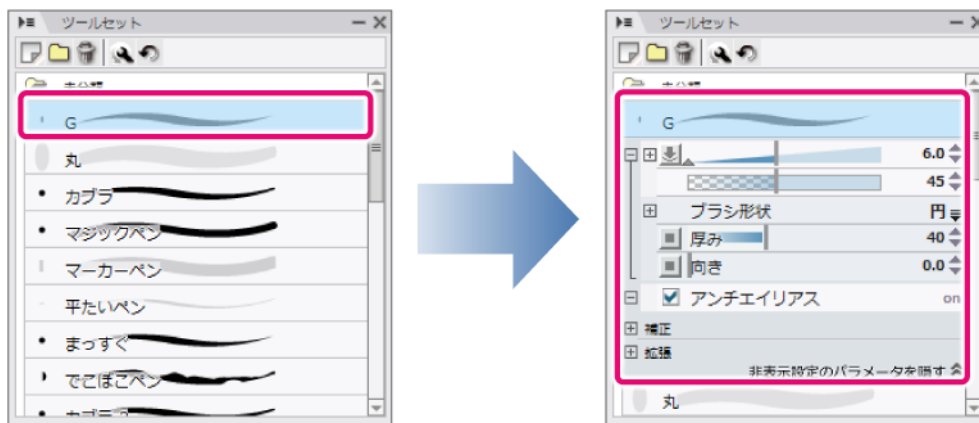 ツールセット
G
丸
カブラ
マジックペン
マーカーペン
平たいペン
まっすぐ
でこぼこペン
ツールセット
G
6.0
45
ブラシ形状 円
厚み 40
向き 0.0
アンチエイリアス on
補正
拡張
非表示設定のパラメータを隠す
丸